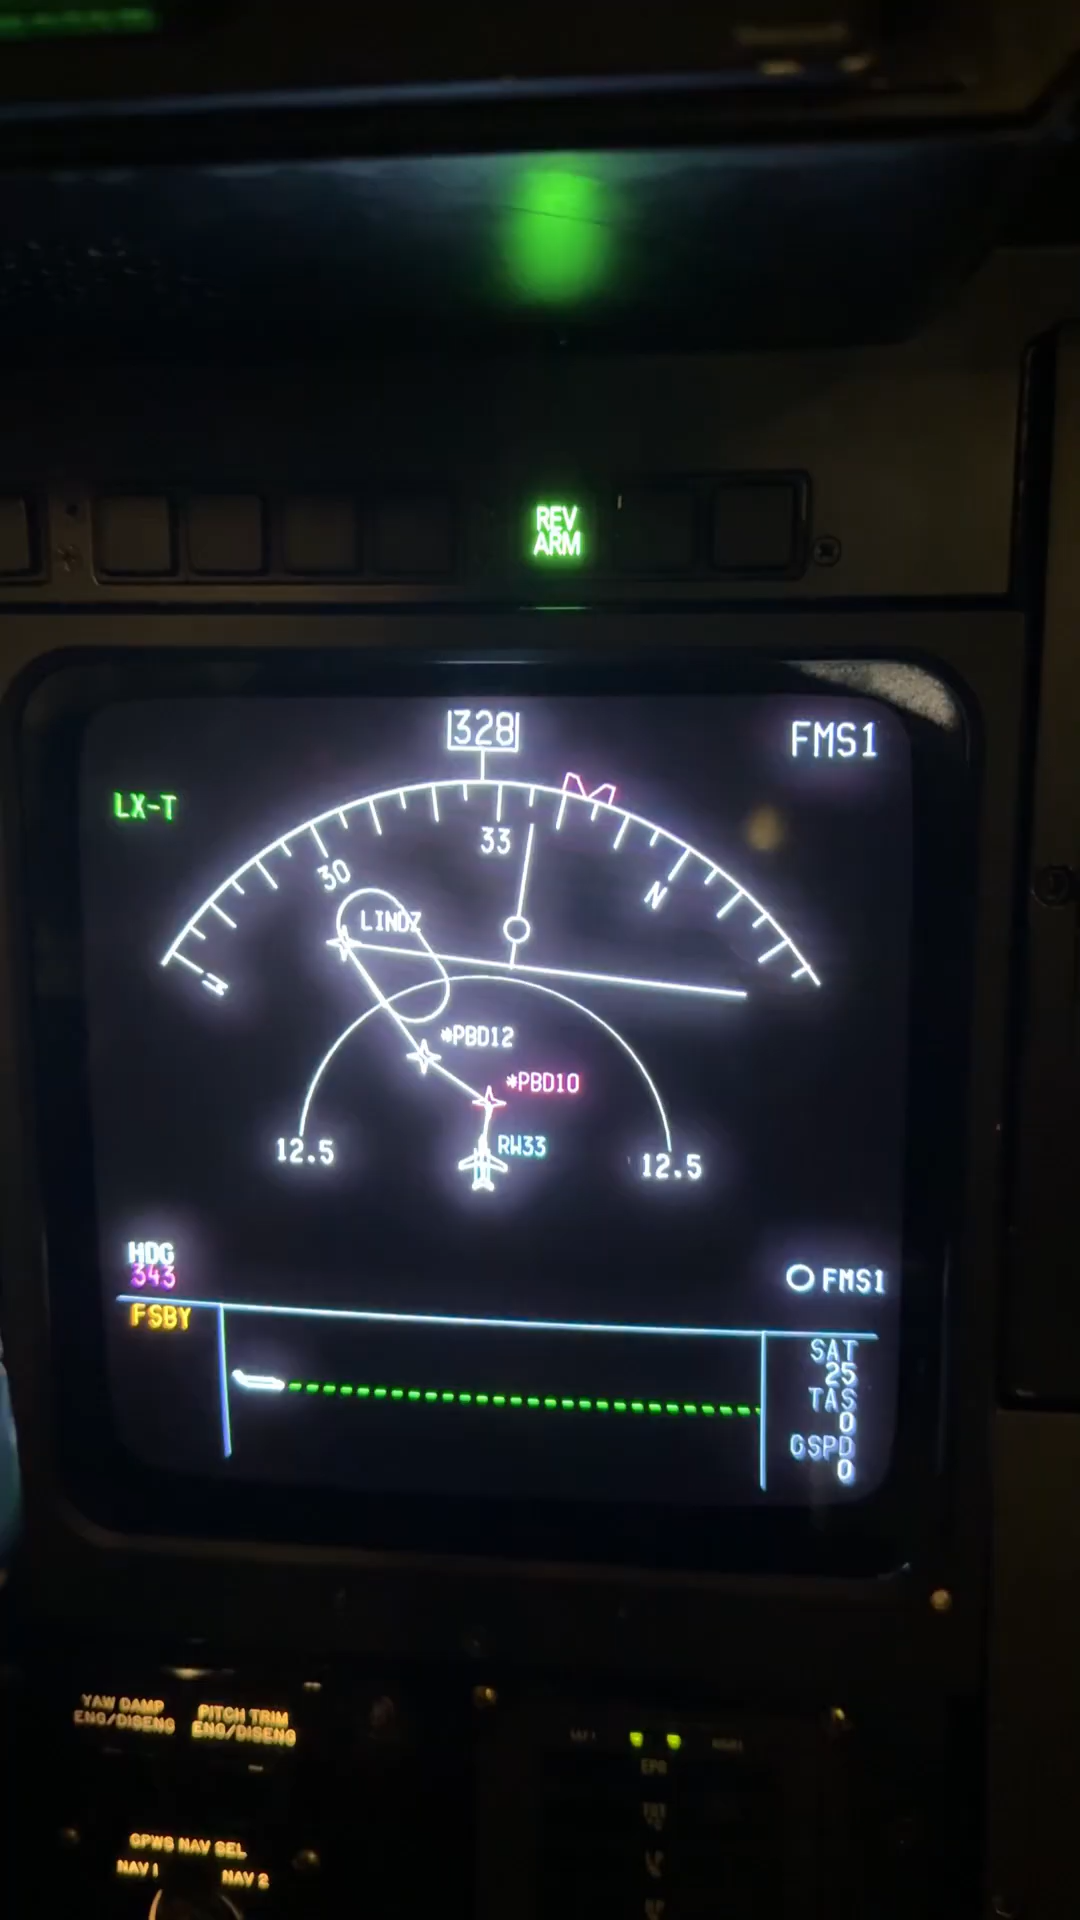 REV
ARM
328
FMS1
LX-T
33
30
N
W
LINDZ
*PBD12
*PBD10
RW33
12.5
12.5
HDG
343
FMS1
FSBY
SAT
25
TAS
0
GSPD
0
YAW DAMP
ENG/DISENG
PITCH TRIM
ENG/DISENG
EPR
GPWS NAV SEL
NAV 1
NAV 2